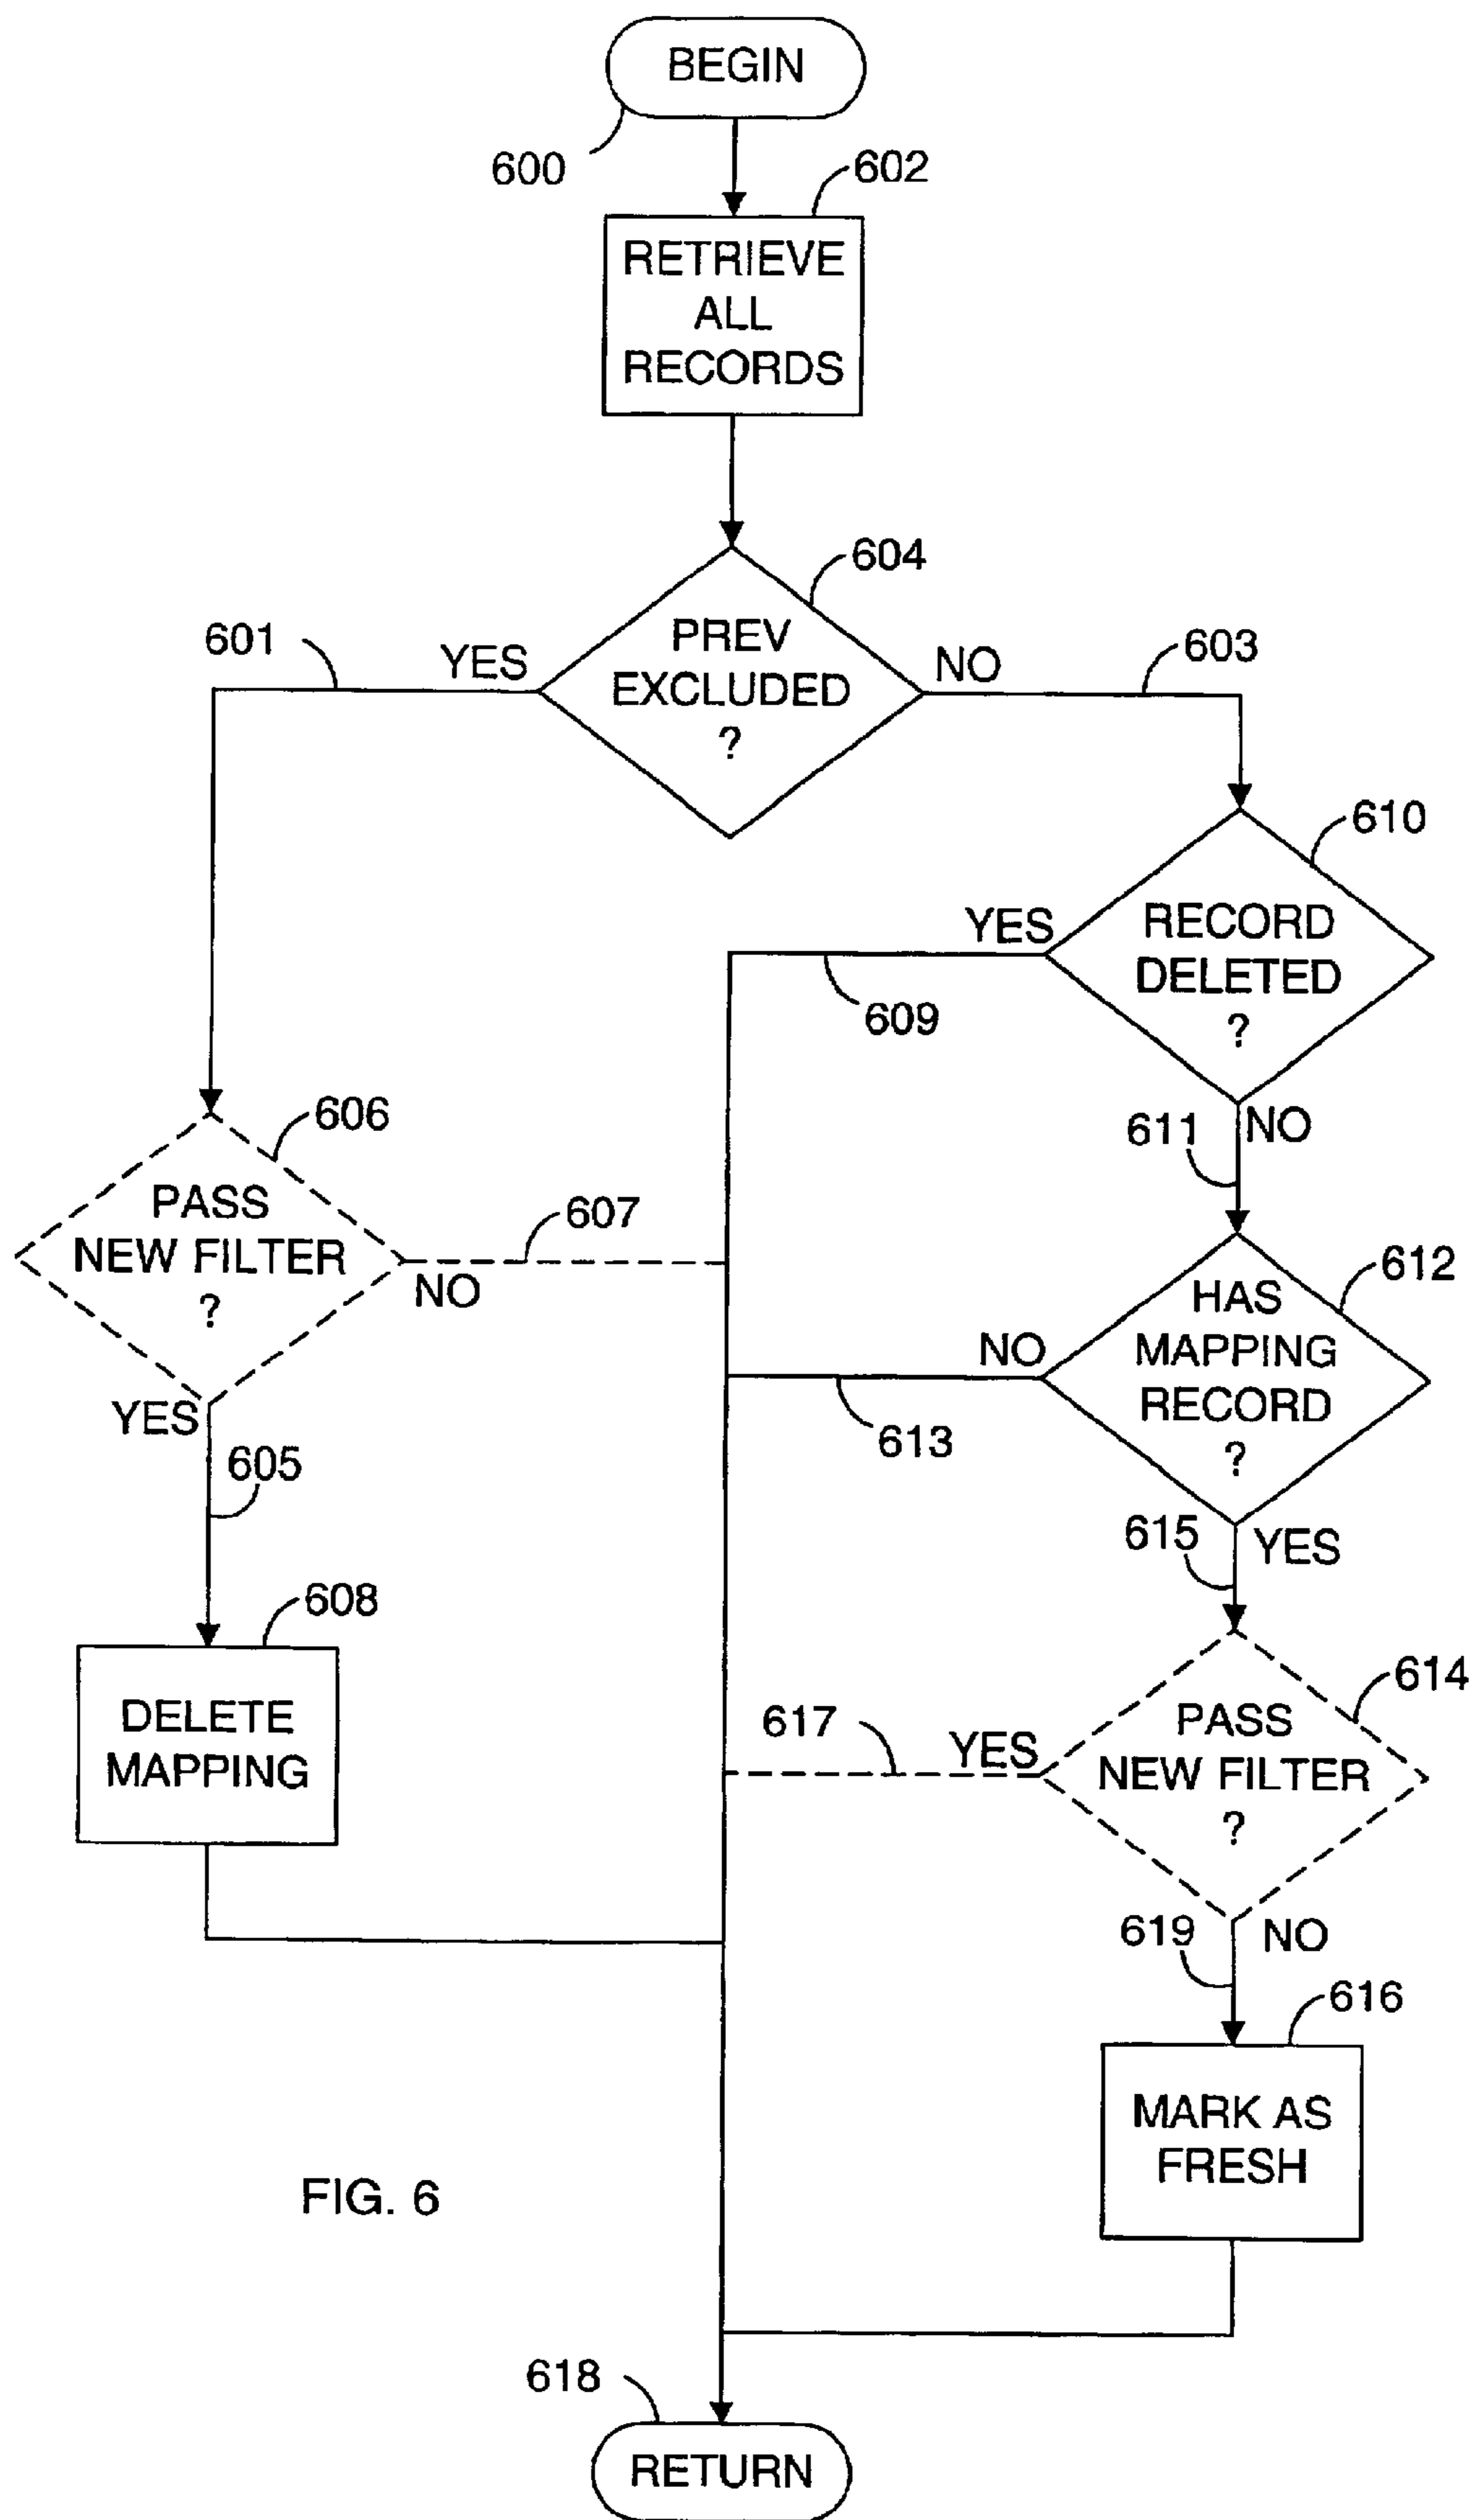 BEGIN
600
602
RETRIEVE
ALL
RECORDS
604
PREV
EXCLUDED
?
601
YES
NO
603
610
RECORD
DELETED
?
YES
609
611
NO
606
PASS
NEW FILTER
?
607
NO
YES
605
612
HAS
MAPPING
RECORD
?
NO
613
615
YES
608
DELETE
MAPPING
614
PASS
NEW FILTER
?
617
YES
619
NO
616
MARK AS
FRESH
FIG. 6
618
RETURN